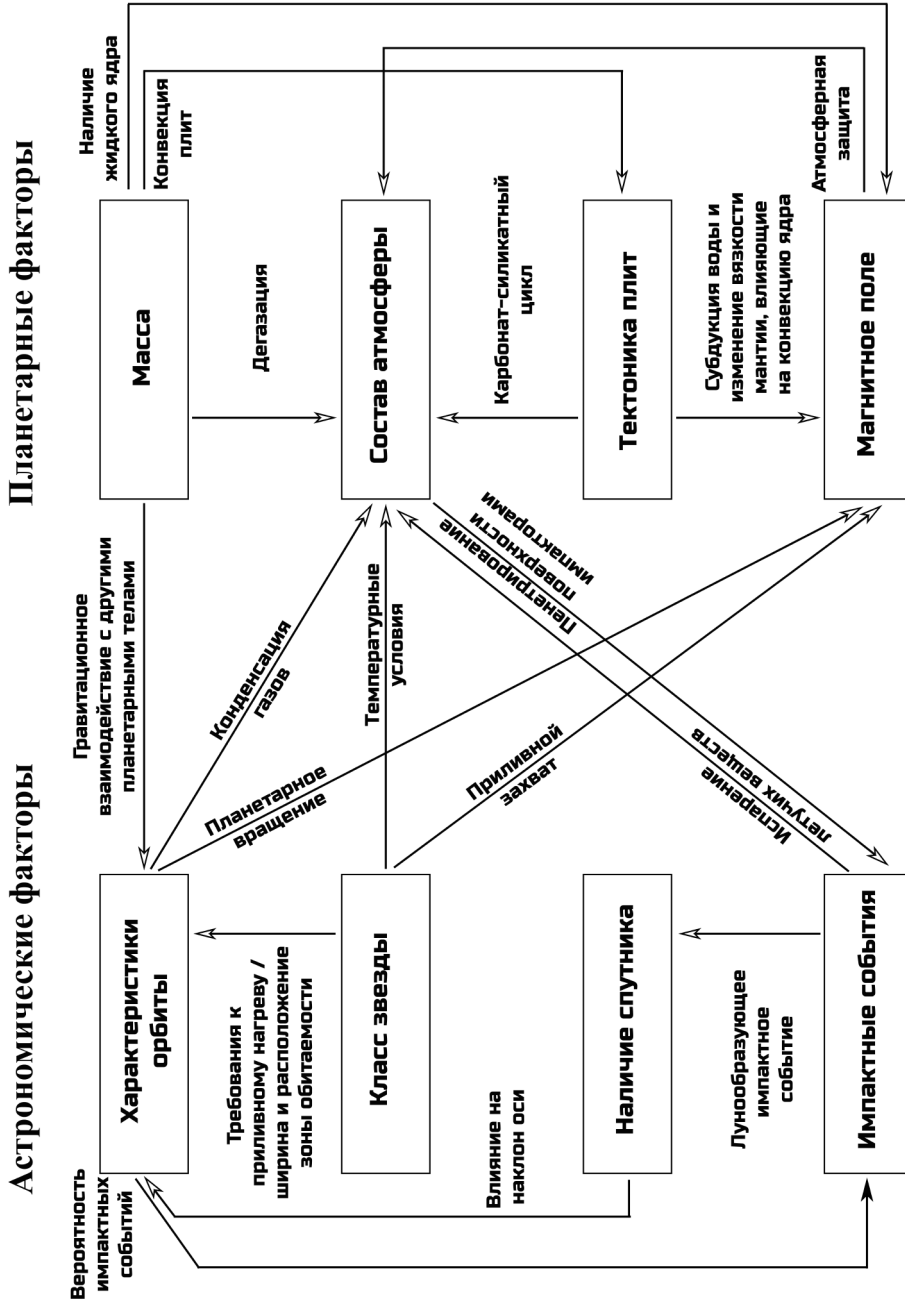 Астрономические факторы
Планетарные факторы
Вероятность
импактных
событий
Характеристики
орбиты
Гравитационное
взаимодействие с другими
планетарными телами
Масса
Наличие
жидкого ядра
Конвекция
плит
Требования к
приливному нагреву /
ширина и расположение
зоны обитаемости
Планетарное
вращение
Конденсация
газов
Дегазация
Класс звезды
Температурные
условия
Состав атмосферы
Влияние на
наклон оси
Приливной
захват
Пенетрирование
поверхности
импакторами
Карбонат-силикатный
цикл
Наличие спутника
Тектоника плит
Лунообразующее
импактное
событие
Испарение
летучих веществ
Субдукция воды и
изменение вязкости
мантии, влияющие
на конвекцию ядра
Атмосферная
защита
Импактные события
Магнитное поле